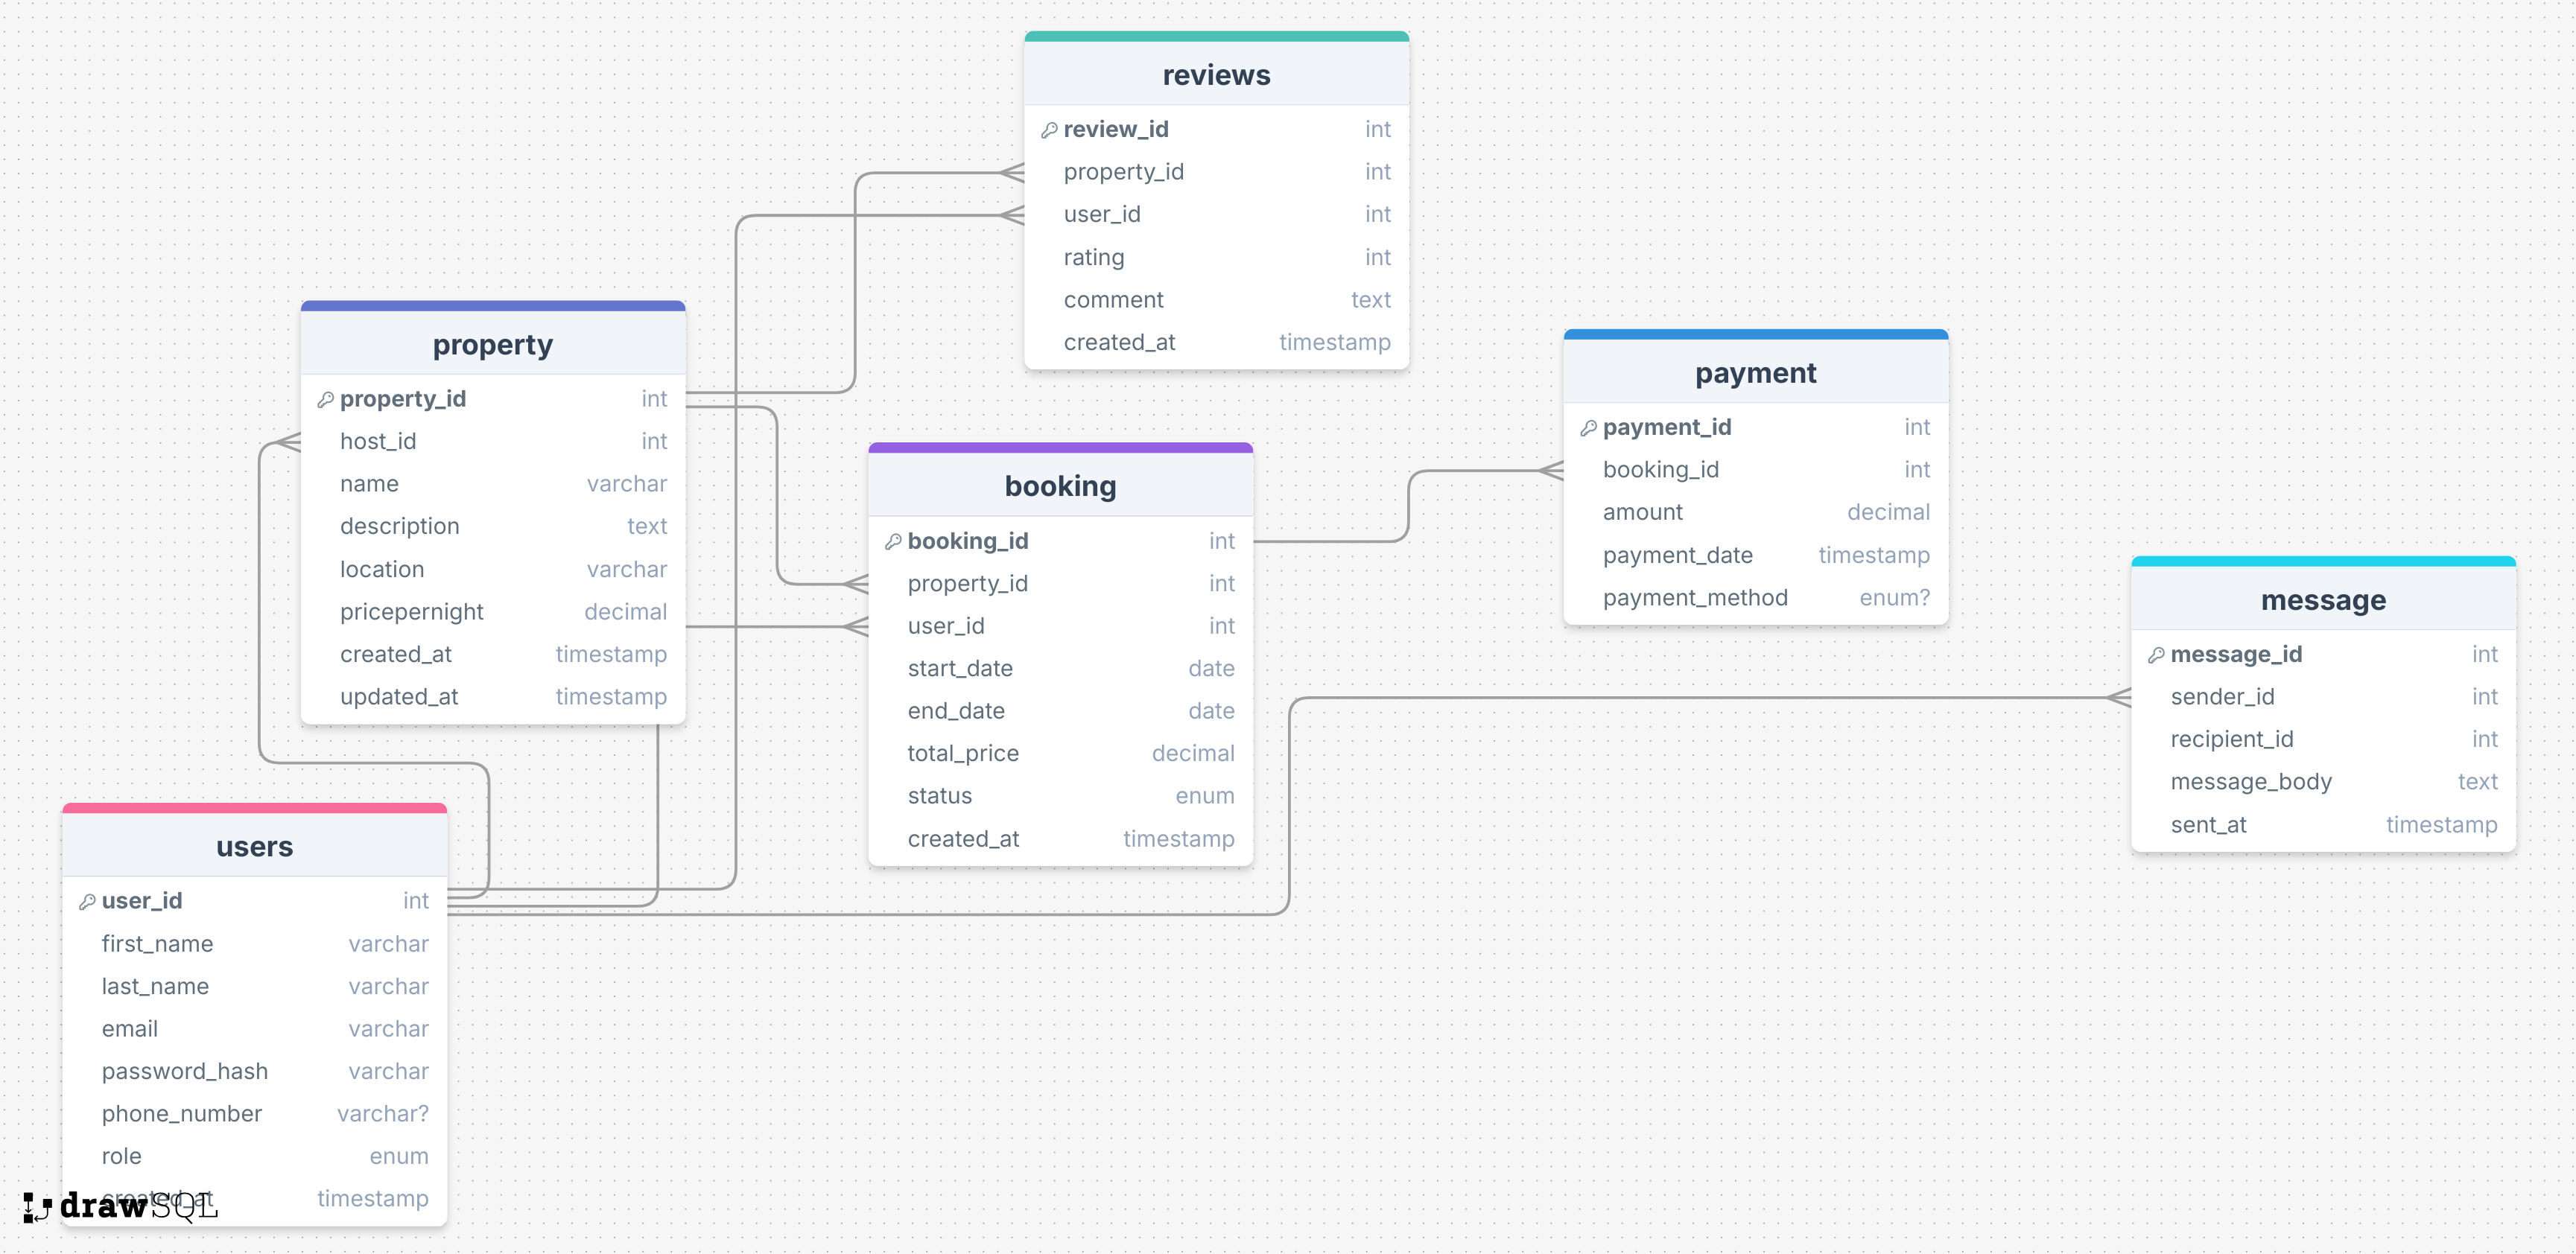 reviews
review_id int
property_id int
user_id int
rating int
comment text
created_at timestamp
property
property_id int
host_id int
name varchar
description text
location varchar
pricepernight decimal
created_at timestamp
updated_at timestamp
payment
payment_id int
booking_id int
amount decimal
payment_date timestamp
payment_method enum?
booking
booking_id int
property_id int
user_id int
start_date date
end_date date
total_price decimal
status enum
created_at timestamp
message
message_id int
sender_id int
recipient_id int
message_body text
sent_at timestamp
users
user_id int
first_name varchar
last_name varchar
email varchar
password_hash varchar
phone_number varchar?
role enum
created_at timestamp
drawSQL